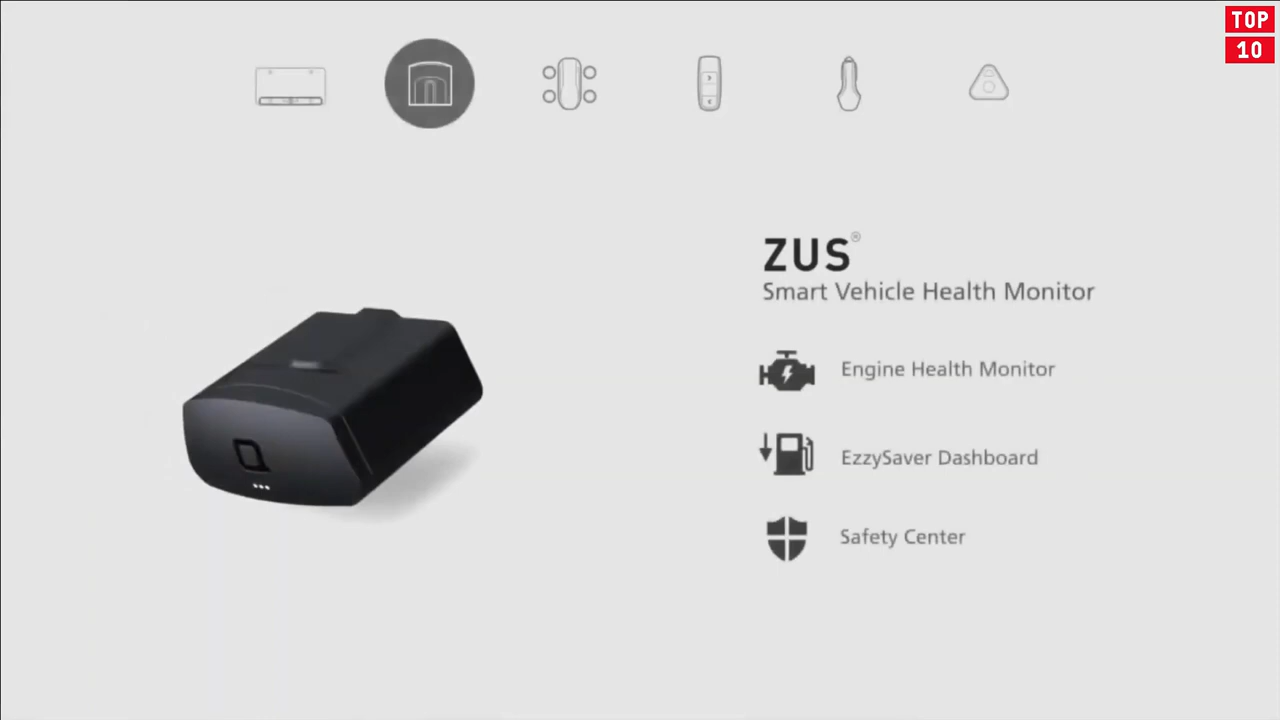 TOP
10
ZUS®
Smart Vehicle Health Monitor
Engine Health Monitor
EzzySaver Dashboard
Safety Center